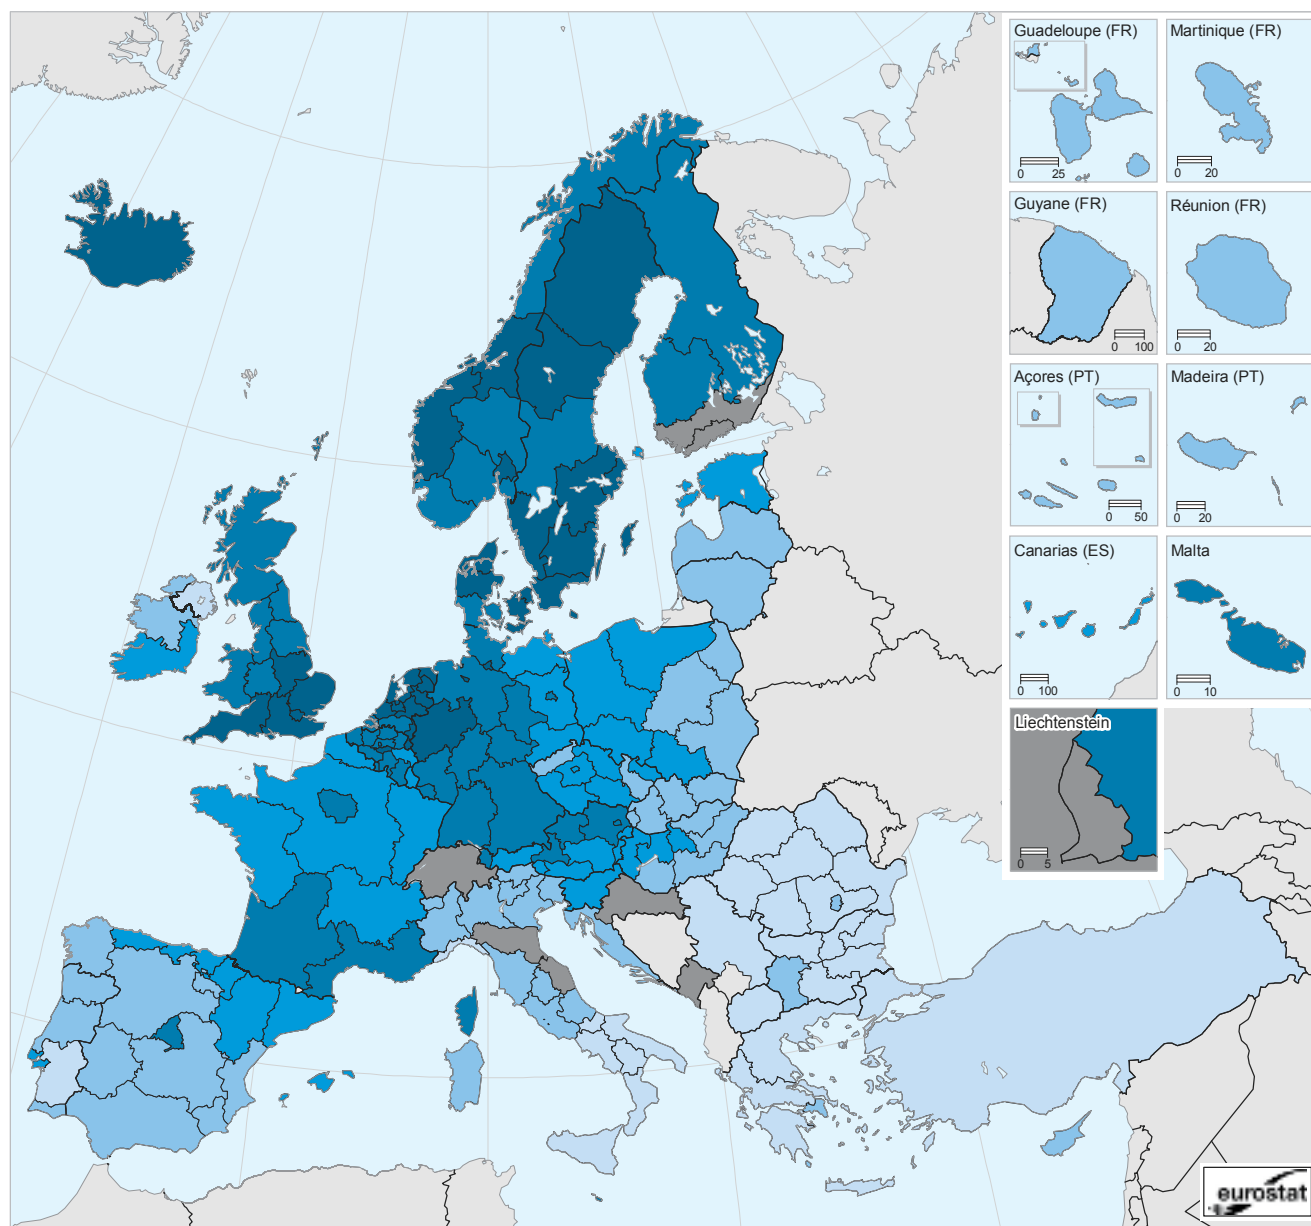 Guadeloupe (FR)
0 25
Martinique (FR)
0 20
Guyane (FR)
0 100
Réunion (FR)
0 20
Açores (PT)
0 50
Madeira (PT)
0 20
Canarias (ES)
0 100
Malta
0 10
Liechtenstein
0 5
eurostat